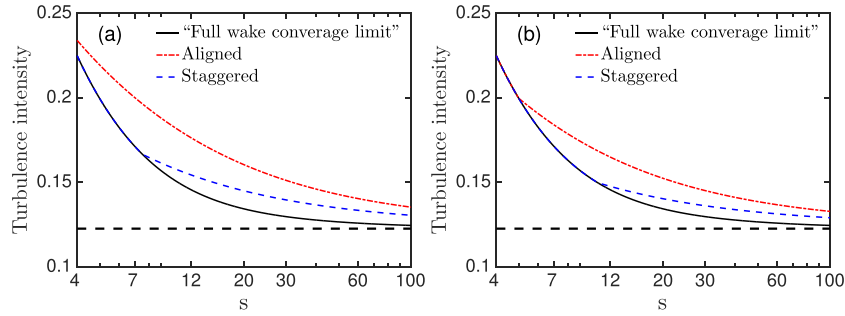 0.25
0.2
0.15
0.1
Turbulence intensity
(a)
“Full wake converage limit”
Aligned
Staggered
4 7 12 20 30 100
s
0.25
0.2
0.15
0.1
Turbulence intensity
(b)
“Full wake converage limit”
Aligned
Staggered
4 7 12 20 30 100
s